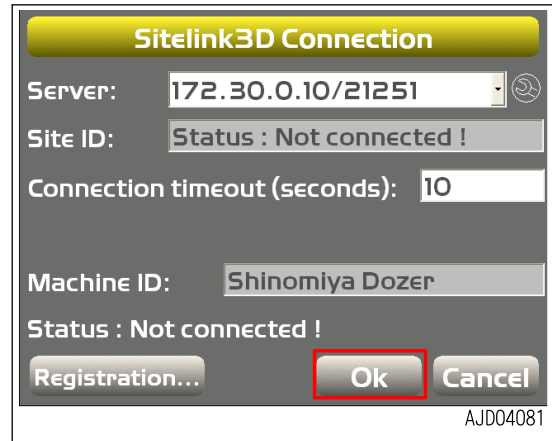 Sitelink3D Connection
Server: 172.30.0.10/21251
Site ID: Status : Not connected !
Connection timeout (seconds): 10
Machine ID: Shinomiya Dozer
Status : Not connected !
Registration... Ok Cancel
AJD04081